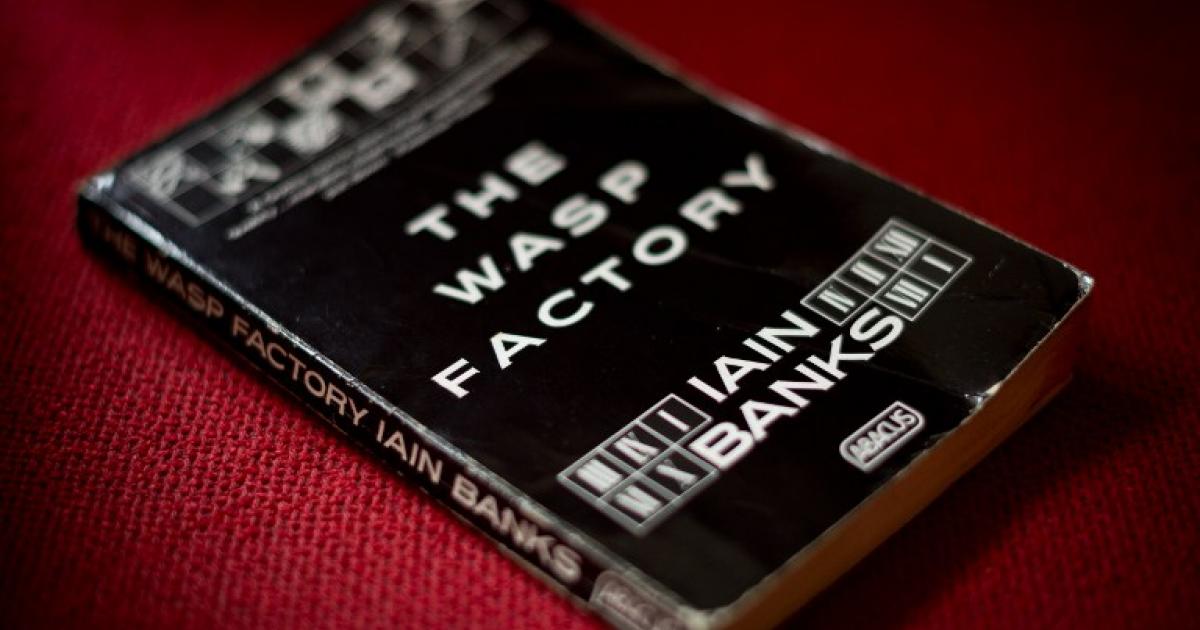 THE
WASP
FACTORY
IAIN
BANKS
ABACUS
THE WASP FACTORY IAIN BANKS